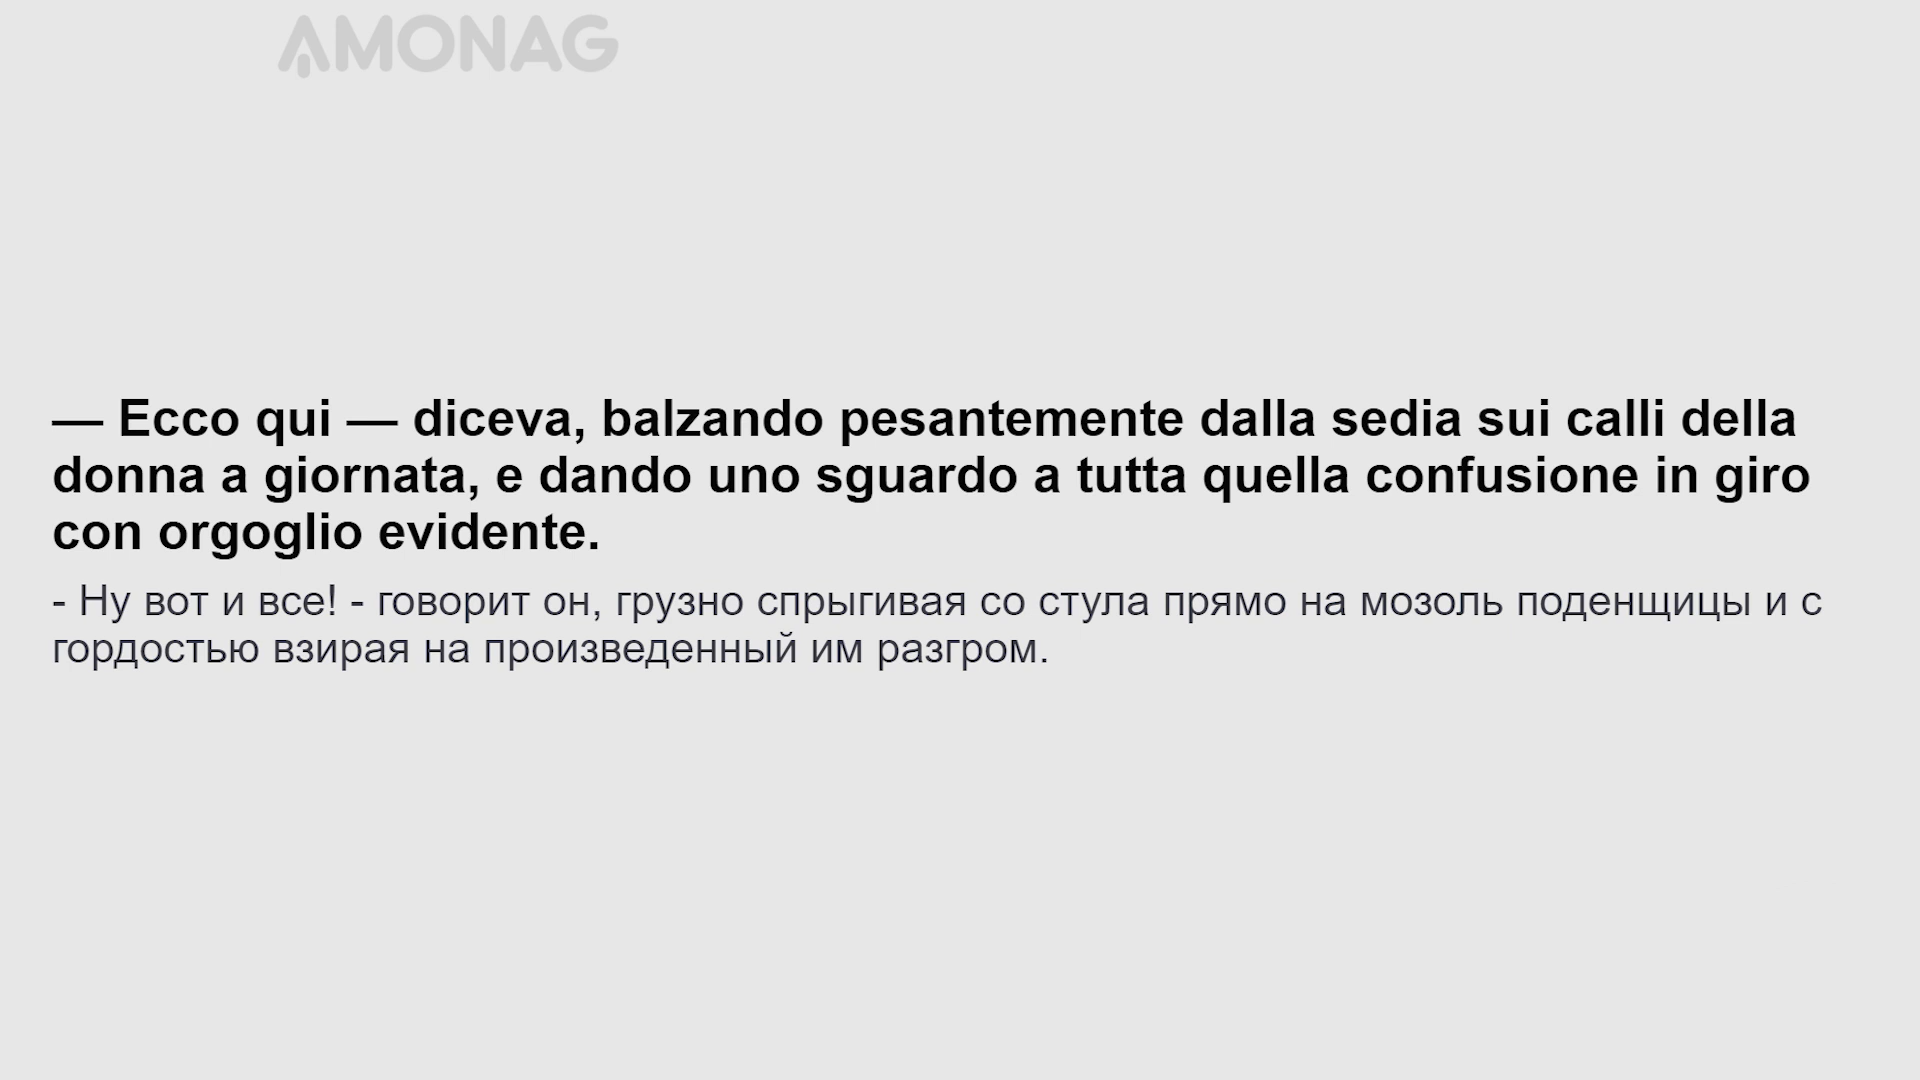 AMONAG
— Ecco qui — diceva, balzando pesantemente dalla sedia sui calli della
donna a giornata, e dando uno sguardo a tutta quella confusione in giro
con orgoglio evidente.
- Ну вот и все! - говорит он, грузно спрыгивая со стула прямо на мозоль поденщицы и с
гордостью взирая на произведенный им разгром.